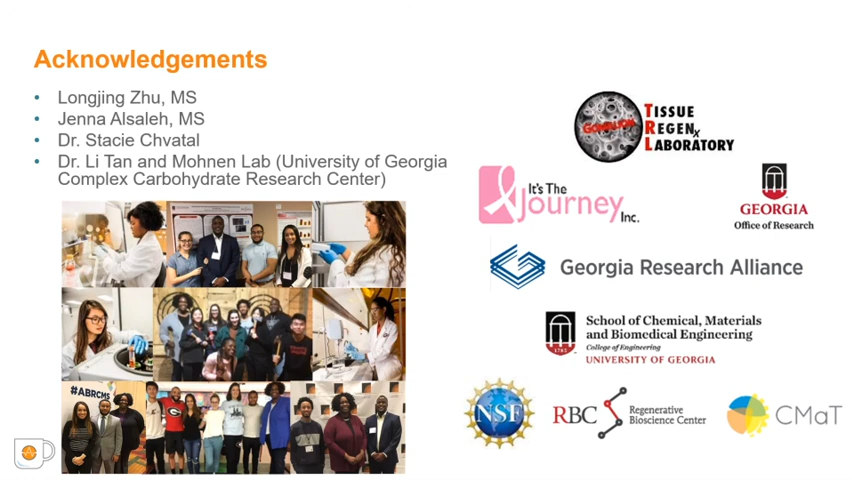 Acknowledgements
• Longjing Zhu, MS
• Jenna Alsaleh, MS
• Dr. Stacie Chvatal
• Dr. Li Tan and Mohnen Lab (University of Georgia
Complex Carbohydrate Research Center)
#ABRCMS
TISSUE
REGENx
LABORATORY
It's The
Journey
Inc.
GEORGIA
Office of Research
Georgia Research Alliance
School of Chemical, Materials
and Biomedical Engineering
College of Engineering
UNIVERSITY OF GEORGIA
1785
NSF
RBC
Regenerative
Bioscience Center
CMaT